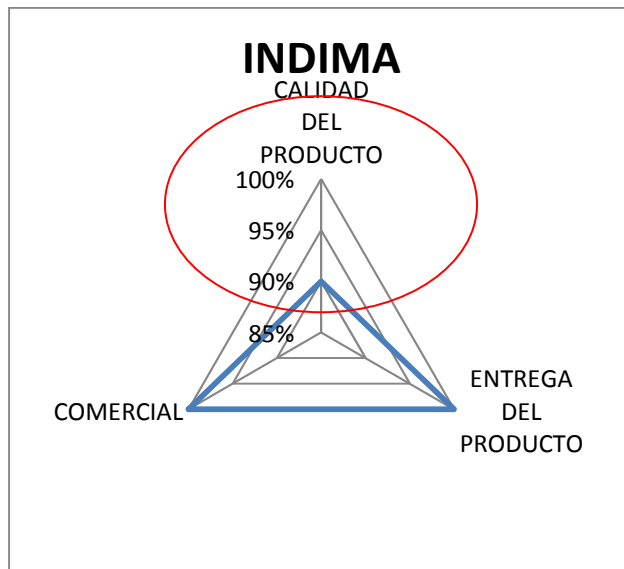 INDIMA
CALIDAD
DEL
PRODUCTO
100%
95%
90%
85%
COMERCIAL
ENTREGA
DEL
PRODUCTO